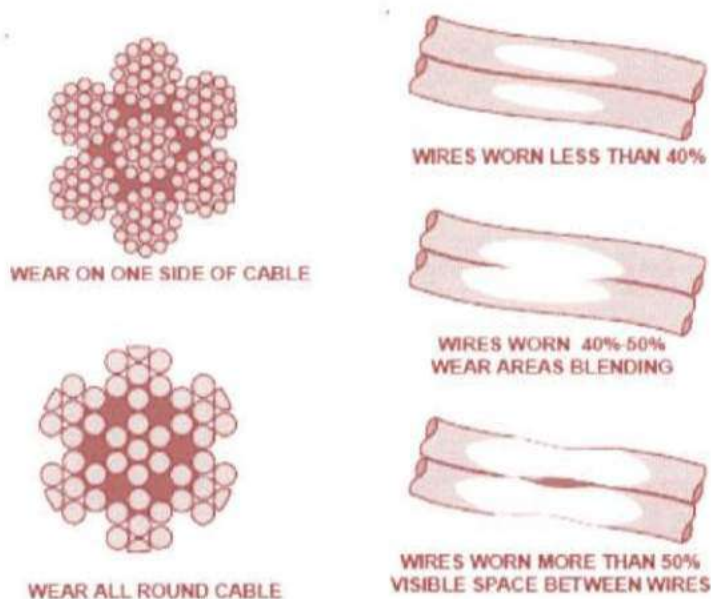 WEAR ON ONE SIDE OF CABLE
WEAR ALL ROUND CABLE
WIRES WORN LESS THAN 40%
WIRES WORN 40%-50%
WEAR AREAS BLENDING
WIRES WORN MORE THAN 50%
VISIBLE SPACE BETWEEN WIRES